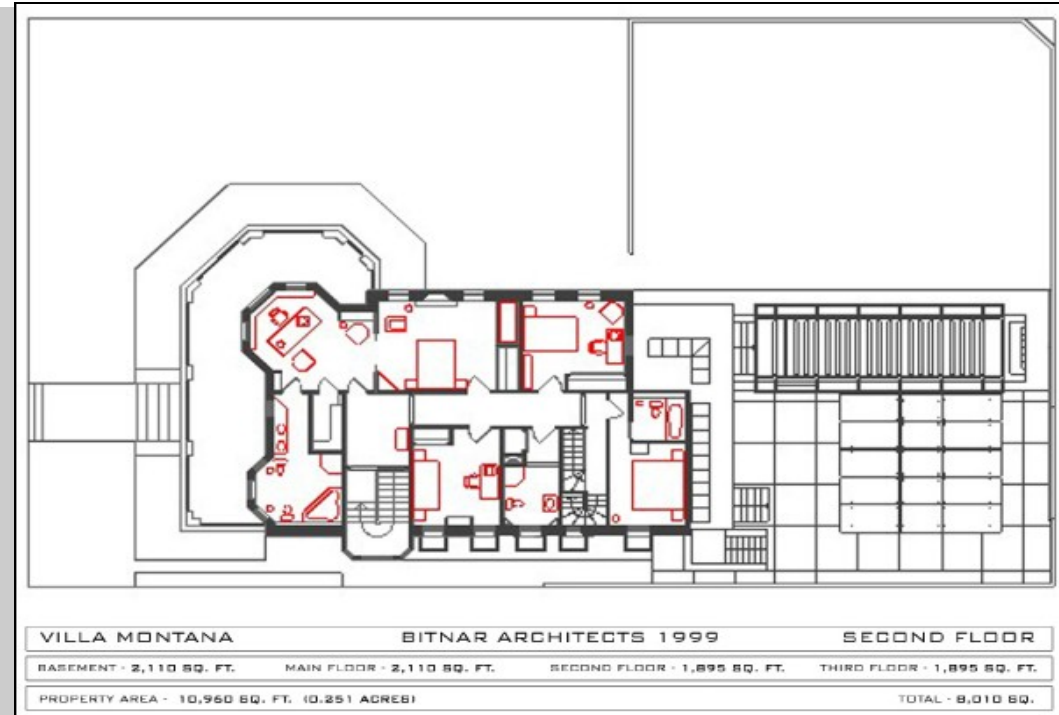 VILLA MONTANA BITNAR ARCHITECTS 1999 SECOND FLOOR
BASEMENT - 2,110 SQ. FT. MAIN FLOOR - 2,110 SQ. FT. SECOND FLOOR - 1,895 SQ. FT. THIRD FLOOR - 1,895 SQ. FT.
PROPERTY AREA - 10,960 SQ. FT. (0.251 ACRES) TOTAL - 8,010 SQ.